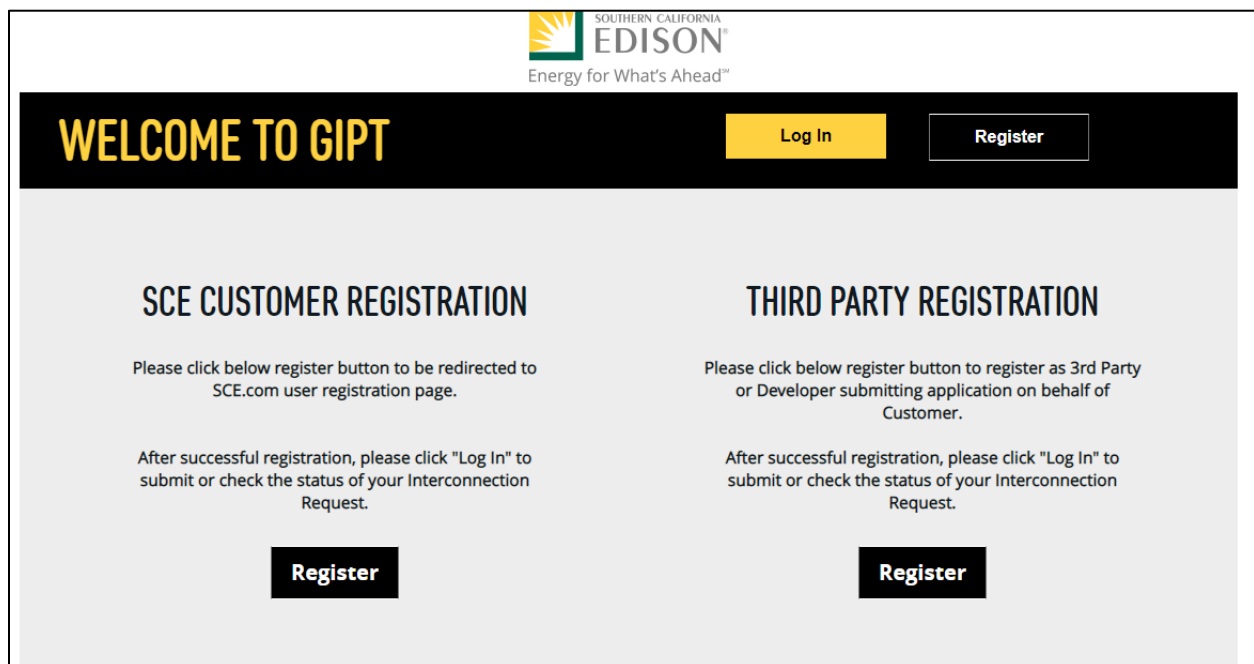 SOUTHERN CALIFORNIA
EDISON®
Energy for What's Ahead℠
WELCOME TO GIPT
Log In
Register
SCE CUSTOMER REGISTRATION
Please click below register button to be redirected to
SCE.com user registration page.
After successful registration, please click "Log In" to
submit or check the status of your Interconnection
Request.
Register
THIRD PARTY REGISTRATION
Please click below register button to register as 3rd Party
or Developer submitting application on behalf of
Customer.
After successful registration, please click "Log In" to
submit or check the status of your Interconnection
Request.
Register